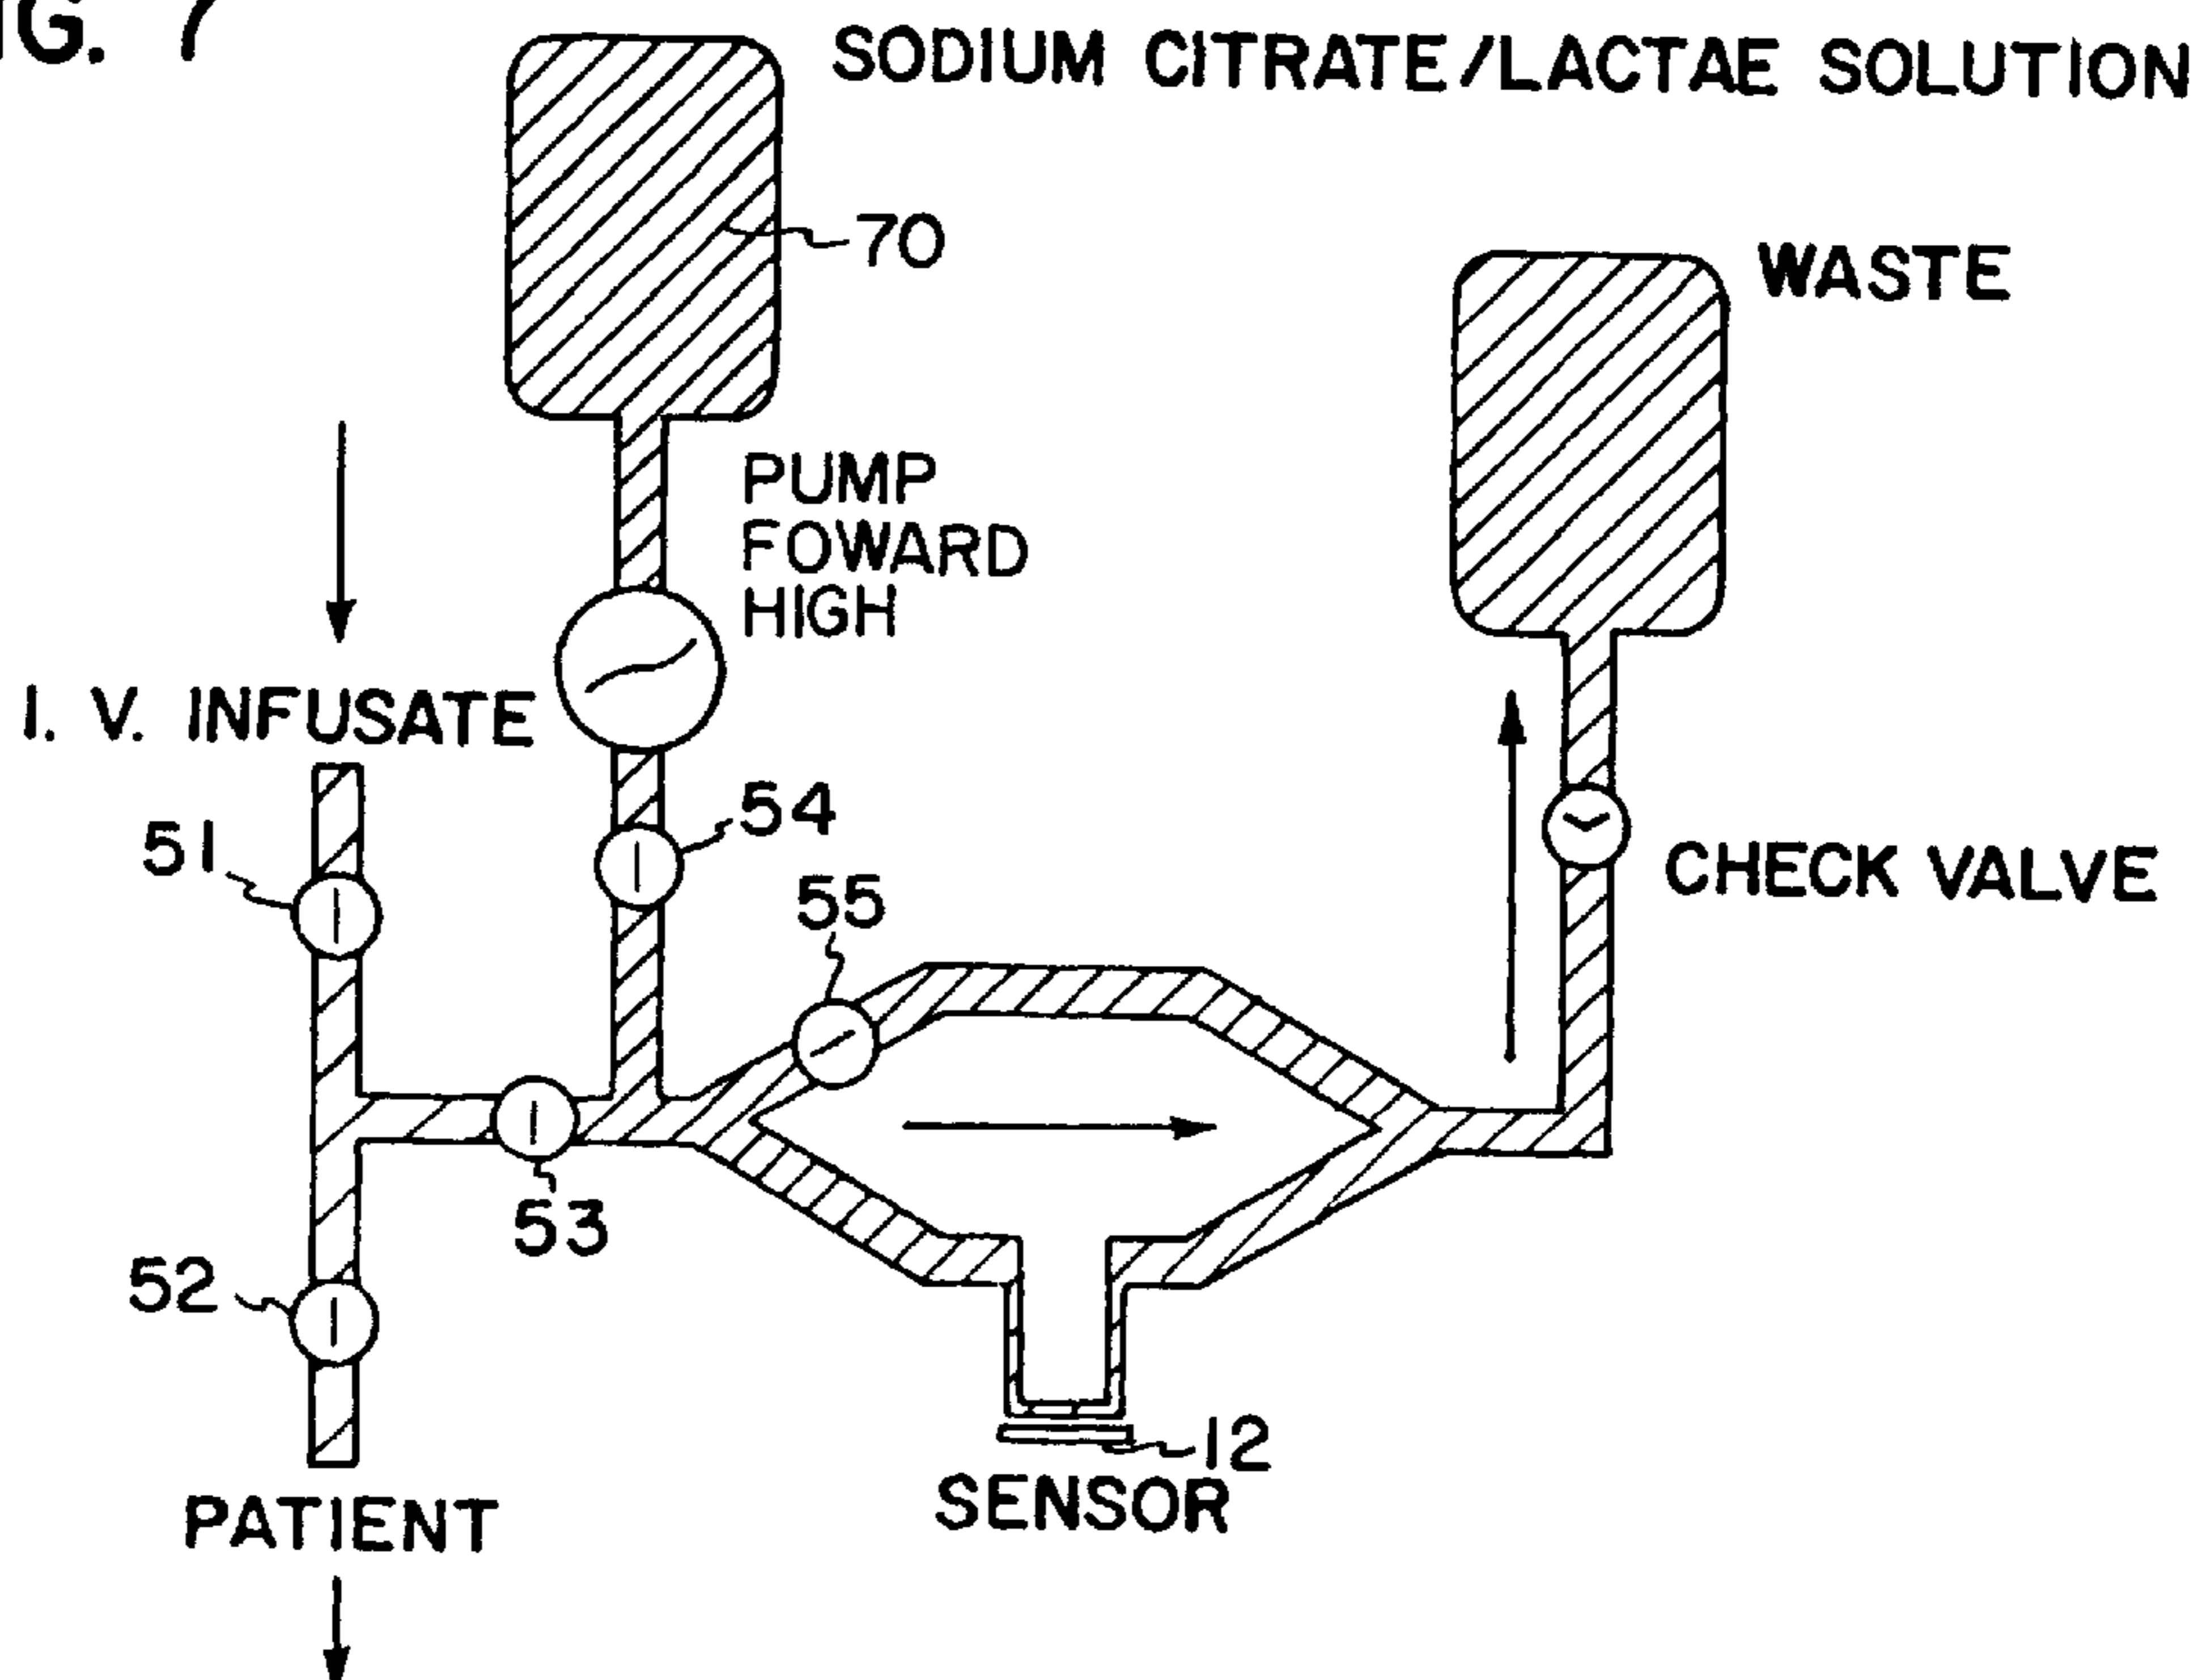 IG. 7
SODIUM CITRATE/LACTAE SOLUTION
70
WASTE
PUMP
FOWARD
HIGH
I. V. INFUSATE
54
51
55
CHECK VALVE
53
52
12
SENSOR
PATIENT